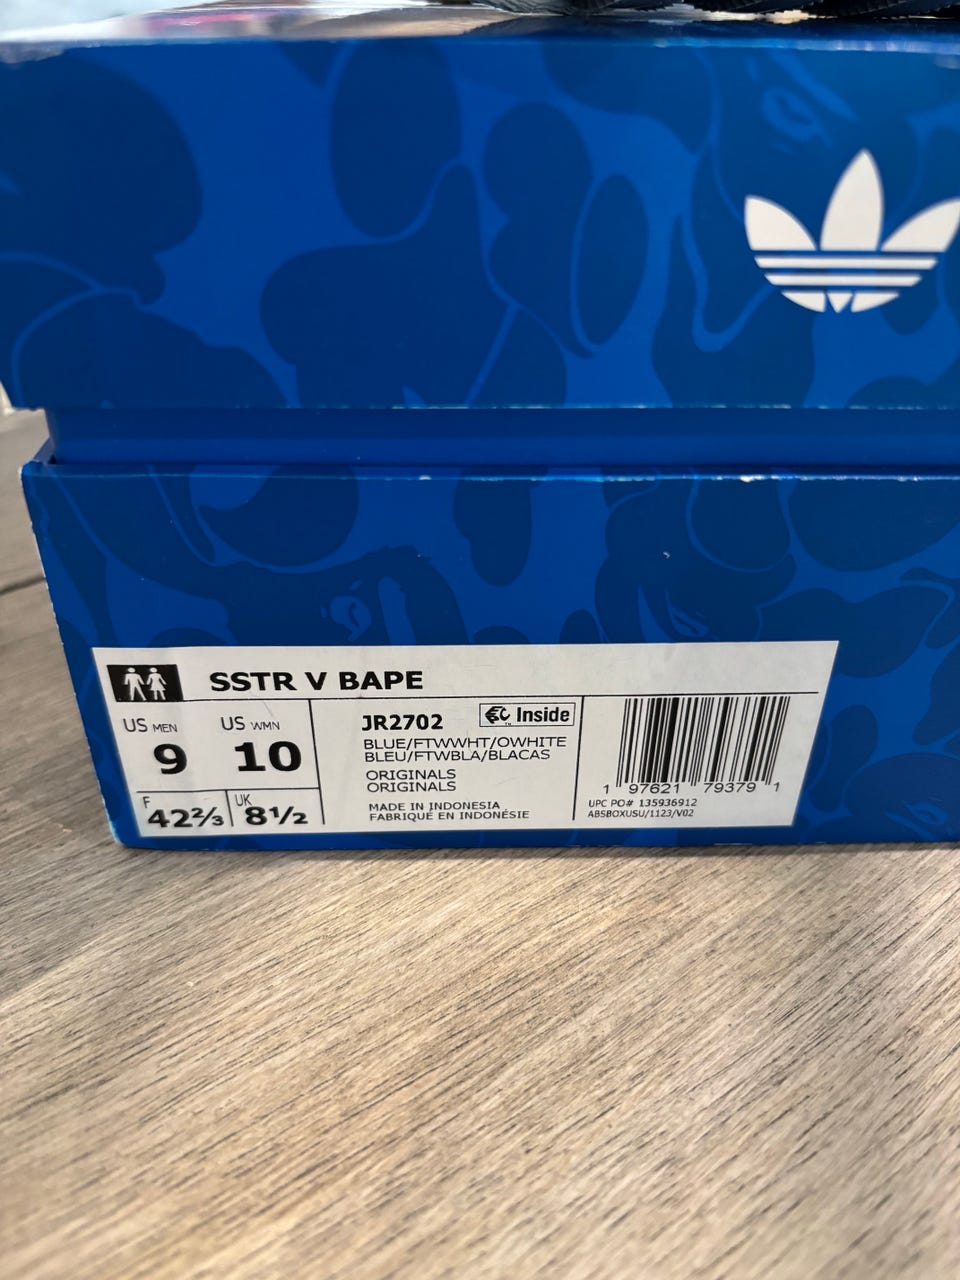 SSTR V BAPE
US MEN
9
US WMN
10
F
42⅔
UK
8½
JR2702
Inside
BLUE/FTWWHT/OWHITE
BLEU/FTWBLA/BLACAS
ORIGINALS
ORIGINALS
MADE IN INDONESIA
FABRIQUÉ EN INDONÉSIE
1 97621 79379 1
UPC PO# 135936912
ABSBOXUSU/1123/V02